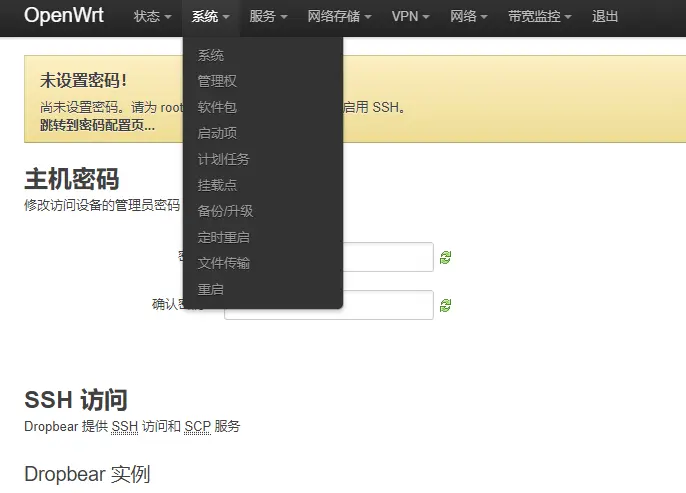 OpenWrt 状态 系统 服务 网络存储 VPN 网络 带宽监控 退出
系统
管理权
软件包
启动项
计划任务
挂载点
备份/升级
定时重启
文件传输
重启
未设置密码!
尚未设置密码。请为 root 启用 SSH。
跳转到密码配置页...
主机密码
修改访问设备的管理员密码
确认密
SSH 访问
Dropbear 提供 SSH 访问和 SCP 服务
Dropbear 实例